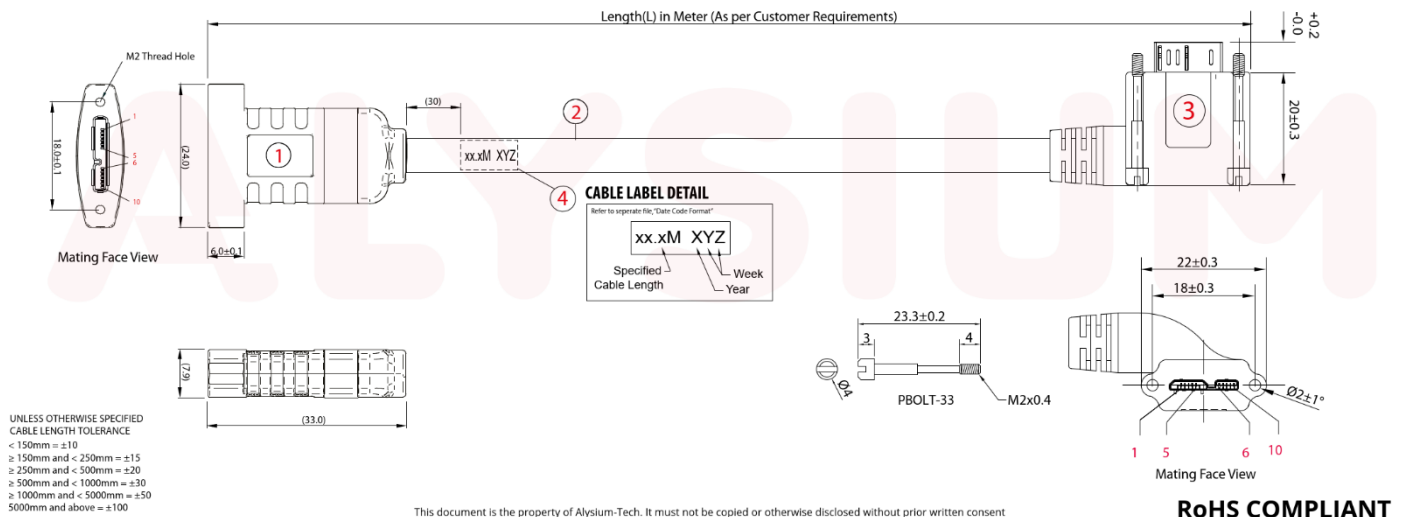 Length(L) in Meter (As per Customer Requirements)
+0.2
-0.0
M2 Thread Hole
1
5
6
10
18.0±0.1
Mating Face View
(24.0)
6.0±0.1
1
(30)
2
xx.xM XYZ
4
3
20±0.3
CABLE LABEL DETAIL
Refer to seperate file,"Date Code Format"
xx.xM XYZ
Specified
Cable Length
Week
Year
ALYSIUM
22±0.3
18±0.3
Ø2±1°
1 5 6 10
Mating Face View
23.3±0.2
3
4
Ø4
PBOLT-33
M2x0.4
(7.9)
(33.0)
UNLESS OTHERWISE SPECIFIED
CABLE LENGTH TOLERANCE
< 150mm = ±10
≥ 150mm and < 250mm = ±15
≥ 250mm and < 500mm = ±20
≥ 500mm and < 1000mm = ±30
≥ 1000mm and < 5000mm = ±50
5000mm and above = ±100
This document is the property of Alysium-Tech. It must not be copied or otherwise disclosed without prior written consent
RoHS COMPLIANT